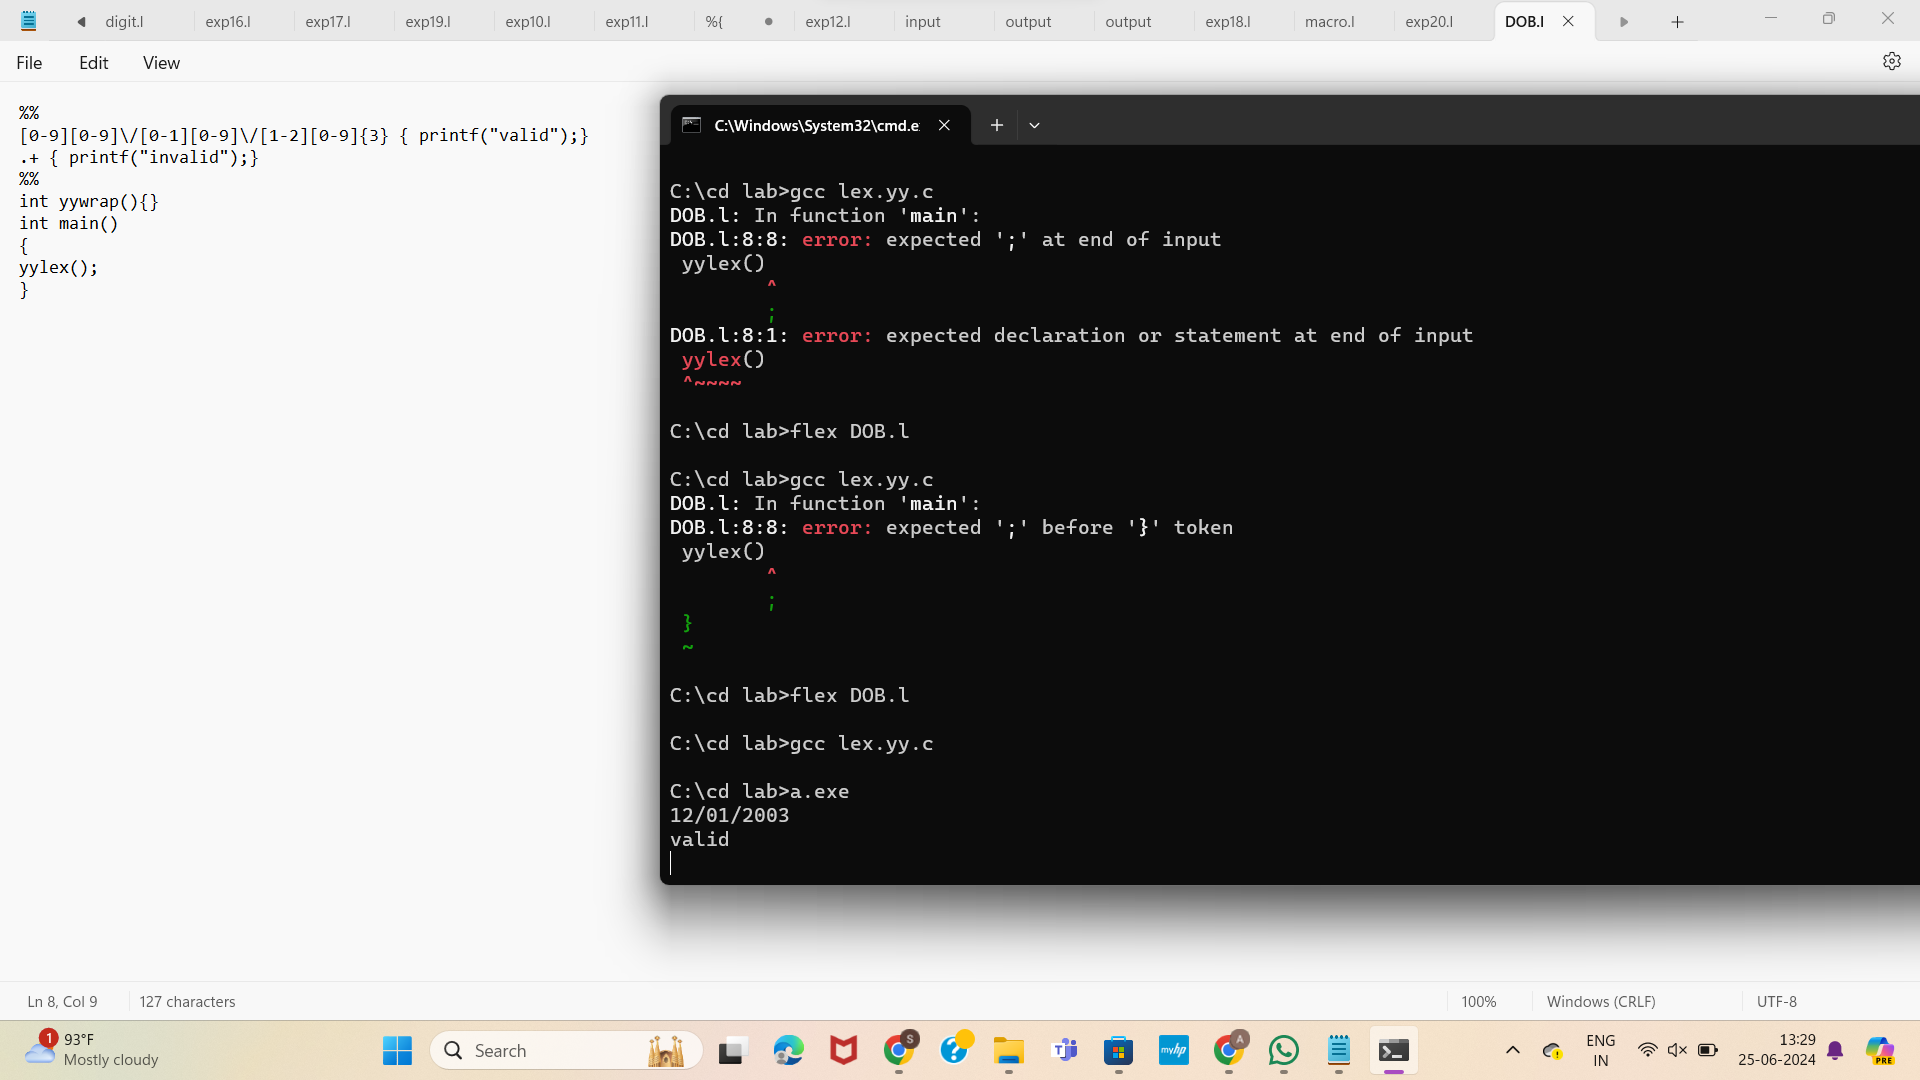 digit.l exp16.l exp17.l exp19.l exp10.l exp11.l %{ exp12.l input output output exp18.l macro.l exp20.l DOB.l
File Edit View
%%
[0-9][0-9]\/[0-1][0-9]\/[1-2][0-9]{3} { printf("valid");}
.+ { printf("invalid");}
%%
int yywrap(){}
int main()
{
yylex();
}
C:\Windows\System32\cmd.e
C:\cd lab>gcc lex.yy.c
DOB.l: In function 'main':
DOB.l:8:8: error: expected ';' at end of input
yylex()
^
;
DOB.l:8:1: error: expected declaration or statement at end of input
yylex()
^~~~~
C:\cd lab>flex DOB.l
C:\cd lab>gcc lex.yy.c
DOB.l: In function 'main':
DOB.l:8:8: error: expected ';' before '}' token
yylex()
^
;
}
~
C:\cd lab>flex DOB.l
C:\cd lab>gcc lex.yy.c
C:\cd lab>a.exe
12/01/2003
valid
Ln 8, Col 9 127 characters 100% Windows (CRLF) UTF-8
1 93°F
Mostly cloudy
Search
S
myhp
A
ENG
IN
13:29
25-06-2024
PRE